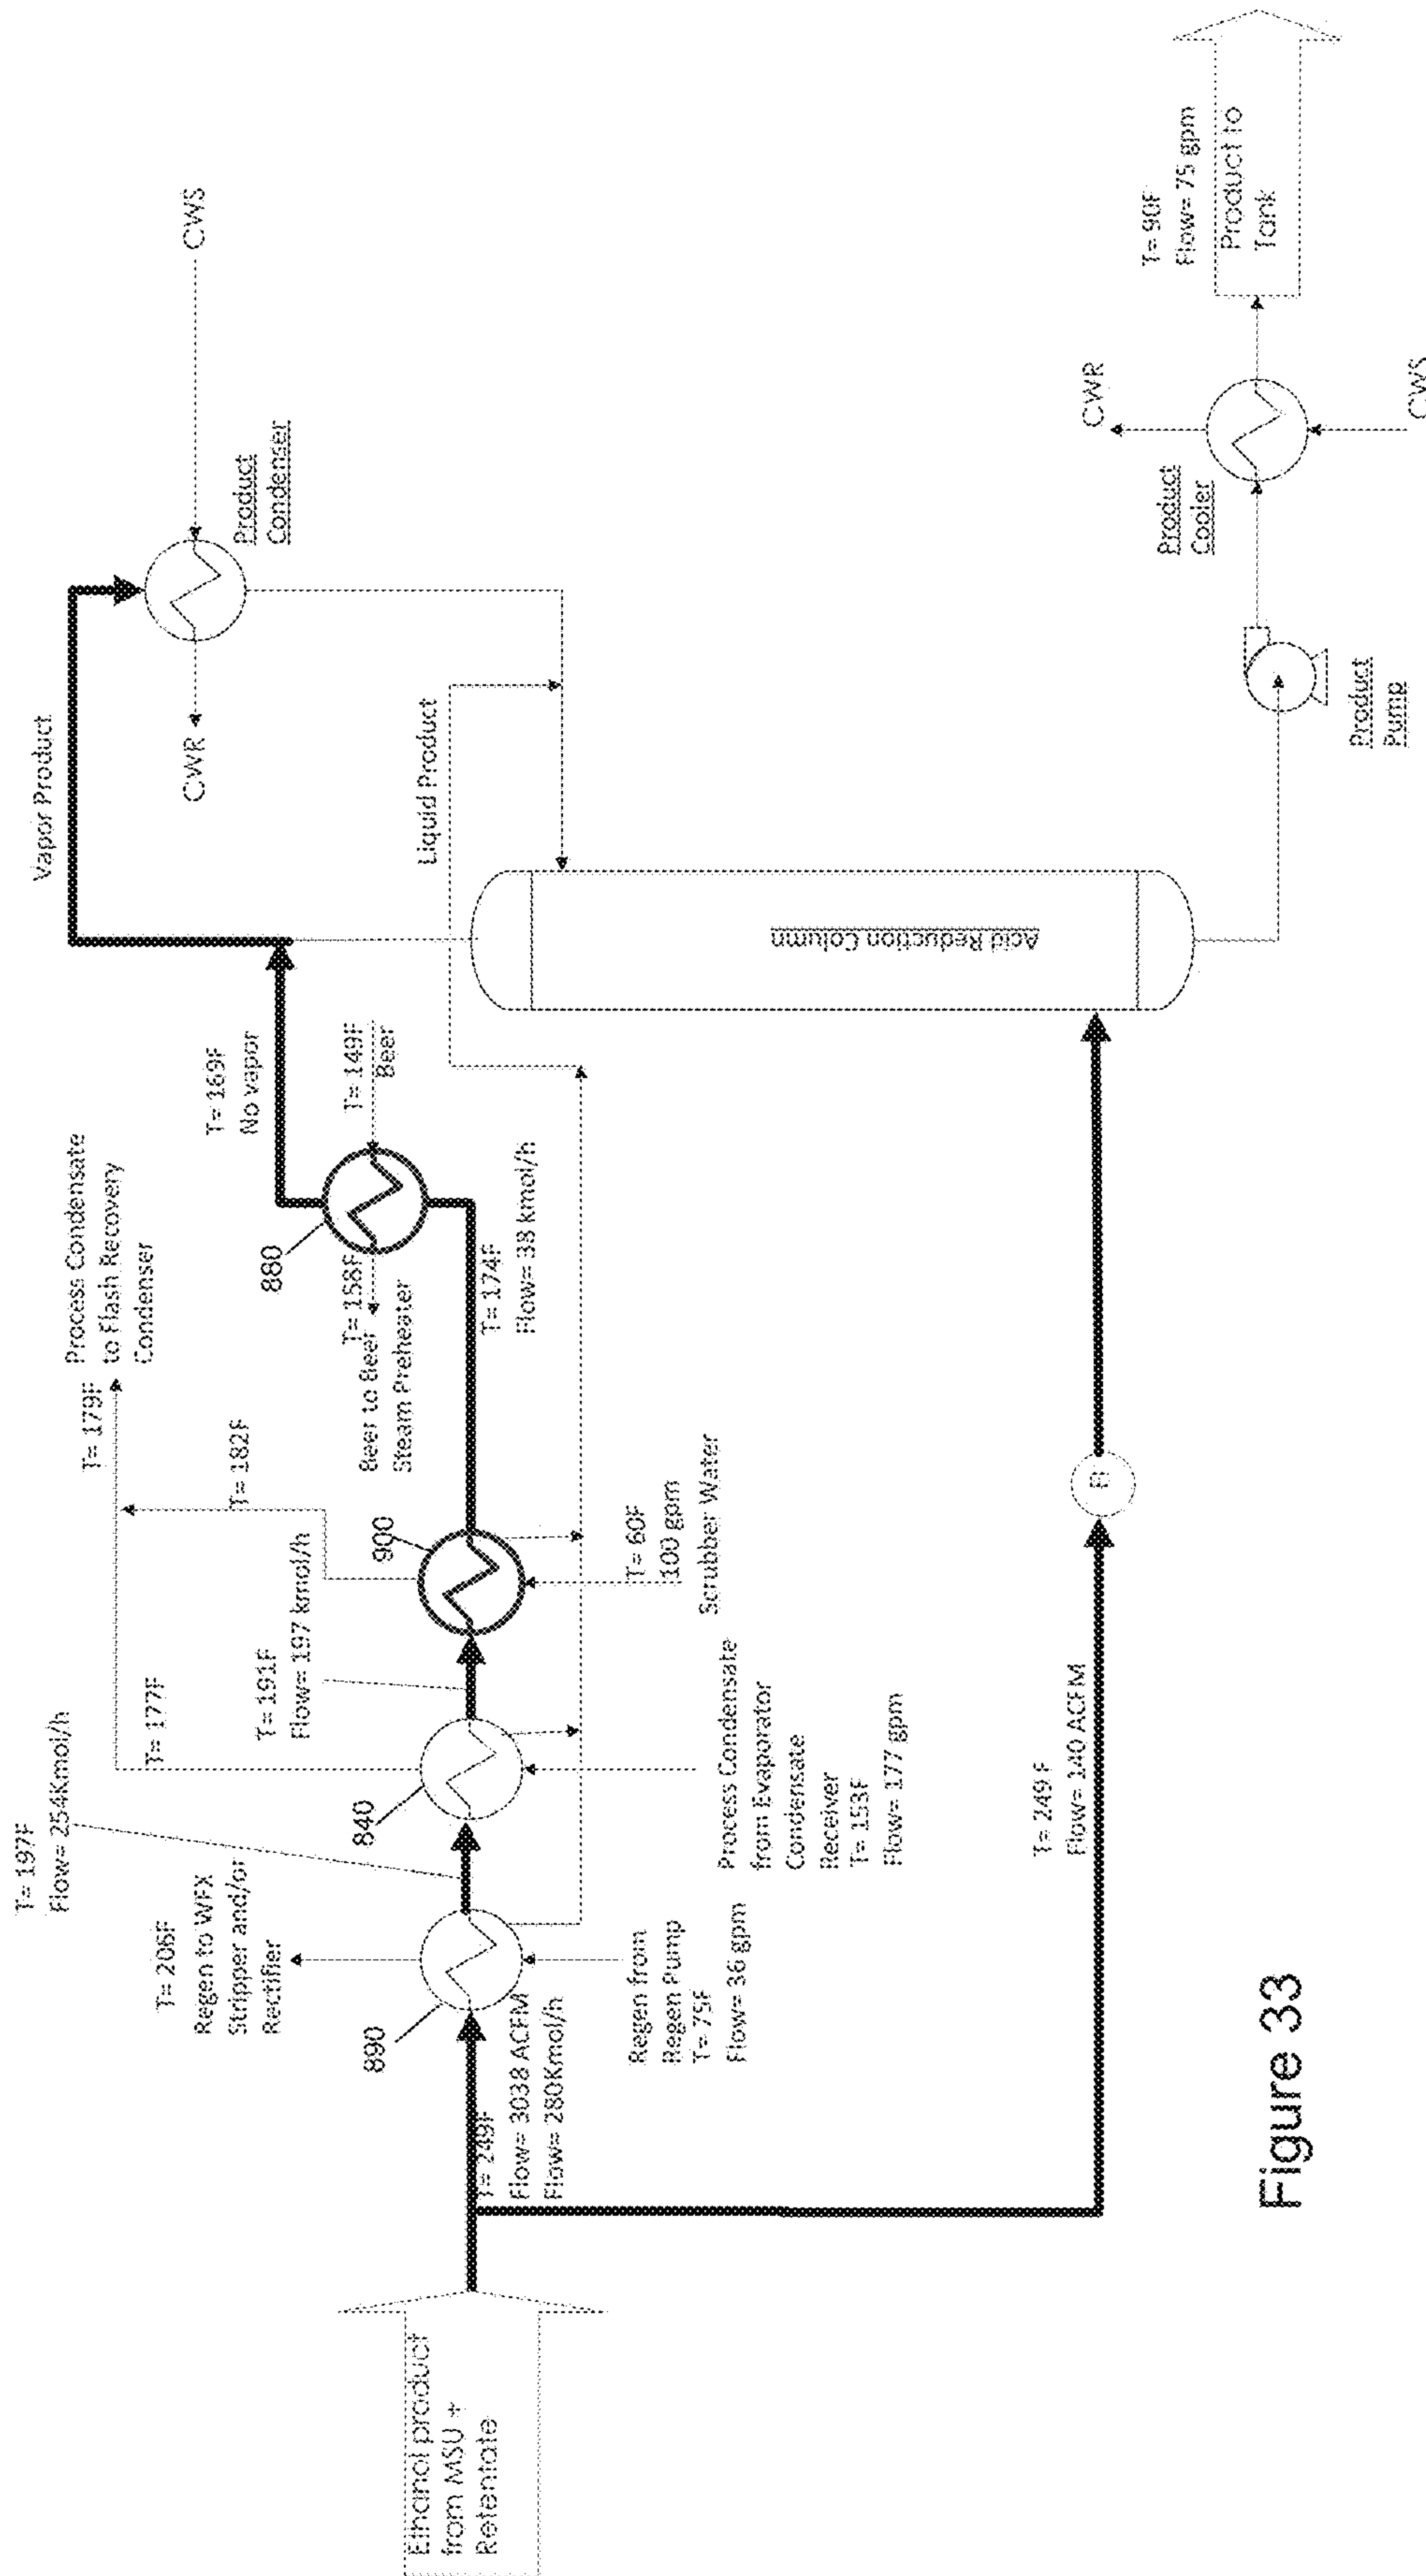 Ethanol product
from MSU +
Retentate
T= 249F
Flow= 3038 ACFM
Flow= 280Kmol/h
890
T= 206F
Regen to WFX
Stripper and/or
Rectifier
Regen from
Regen Pump
T= 75F
Flow= 36 gpm
T= 197F
Flow= 254Kmol/h
840
T= 177F
Process Condensate
from Evaporator
Condensate
Receiver
T= 153F
Flow= 177 gpm
T= 191F
Flow= 197 kmol/h
900
T= 182F
T= 60F
100 gpm
Scrubber Water
T= 179F
Process Condensate
to Flash Recovery
Condenser
880
T= 158F
Beer to Beer
Steam Preheater
T= 174F
Flow= 38 kmol/h
T= 149F
Beer
T= 169F
No vapor
Vapor Product
Liquid Product
CWR
Product
Condenser
CWS
Acid Reduction Column
T= 249 F
Flow= 140 ACFM
FI
Product
Pump
Product
Cooler
CWR
CWS
T= 90F
Flow= 75 gpm
Product to
Tank
Figure 33